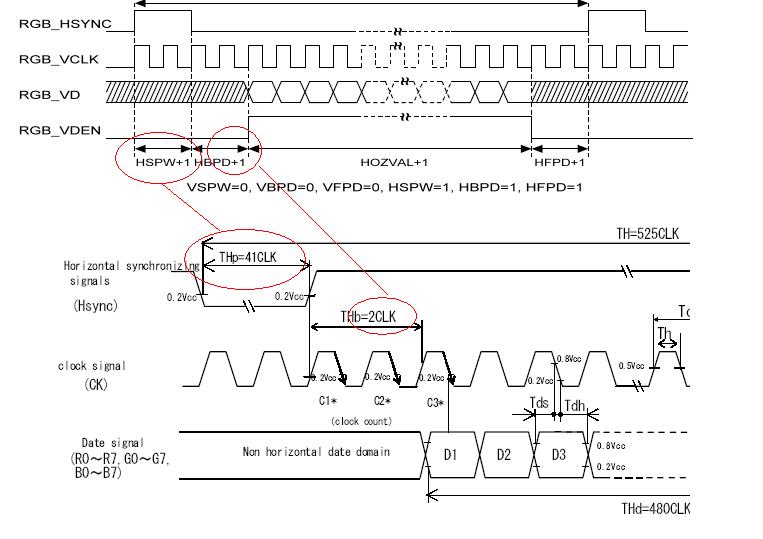 RGB_HSYNC
RGB_VCLK
RGB_VD
RGB_VDEN
HSPW+1 HBPD+1 HOZVAL+1 HFPD+1
VSPW=0, VBPD=0, VFPD=0, HSPW=1, HBPD=1, HFPD=1
TH=525CLK
THp=41CLK
Horizontal synchronizing
signals
(Hsync)
0.2Vcc 0.2Vcc
THb=2CLK
Th
clock signal
(CK)
0.2Vcc 0.2Vcc 0.2Vcc 0.8Vcc 0.2Vcc 0.5Vcc
C1* C2* C3*
(clock count)
Tds Tdh
Date signal
(R0～R7, G0～G7,
B0～B7)
Non horizontal date domain
D1 D2 D3
0.8Vcc
0.2Vcc
THd=480CLK